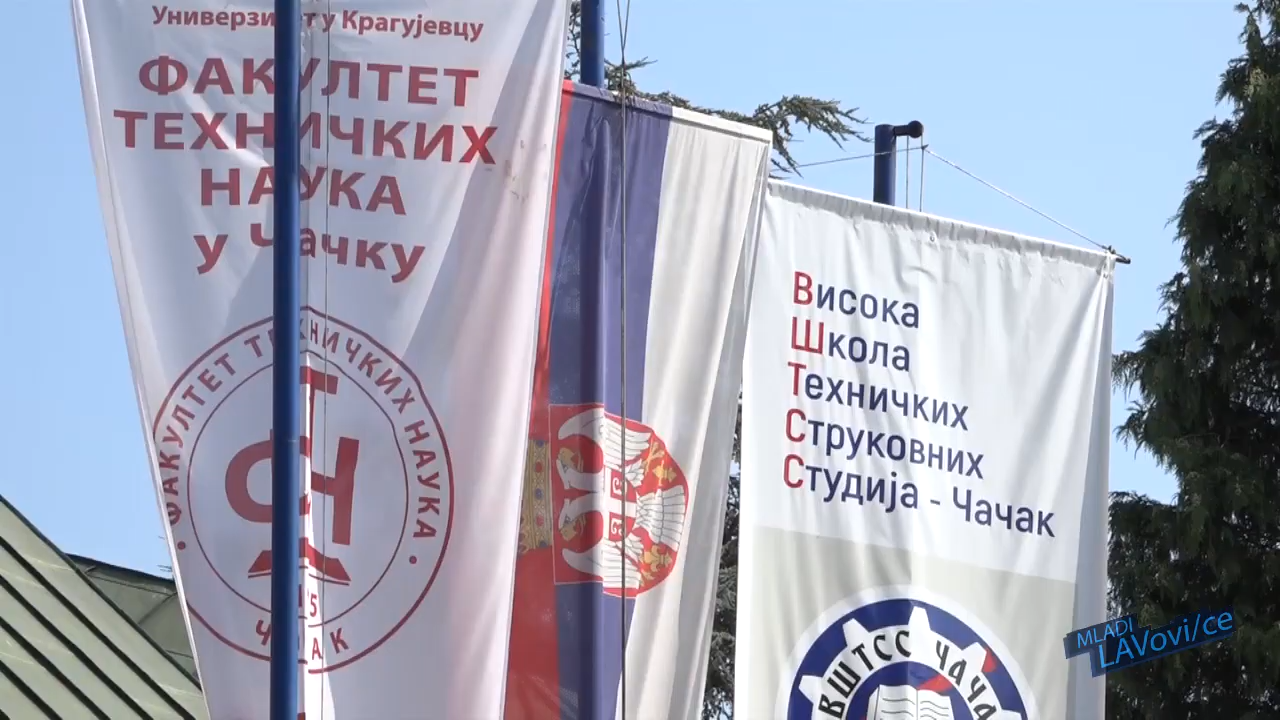 Универзитет у Крагујевцу
ФАКУЛТЕТ
ТЕХНИЧКИХ
НАУКА
у Чачку
ФАКУЛТЕТ ТЕХНИЧКИХ НАУКА
ЧАЧАК
Висока
Школа
Техничких
Струковних
Студија - Чачак
ВШТСС ЧАЧА
MLADI
LAVovi/ce